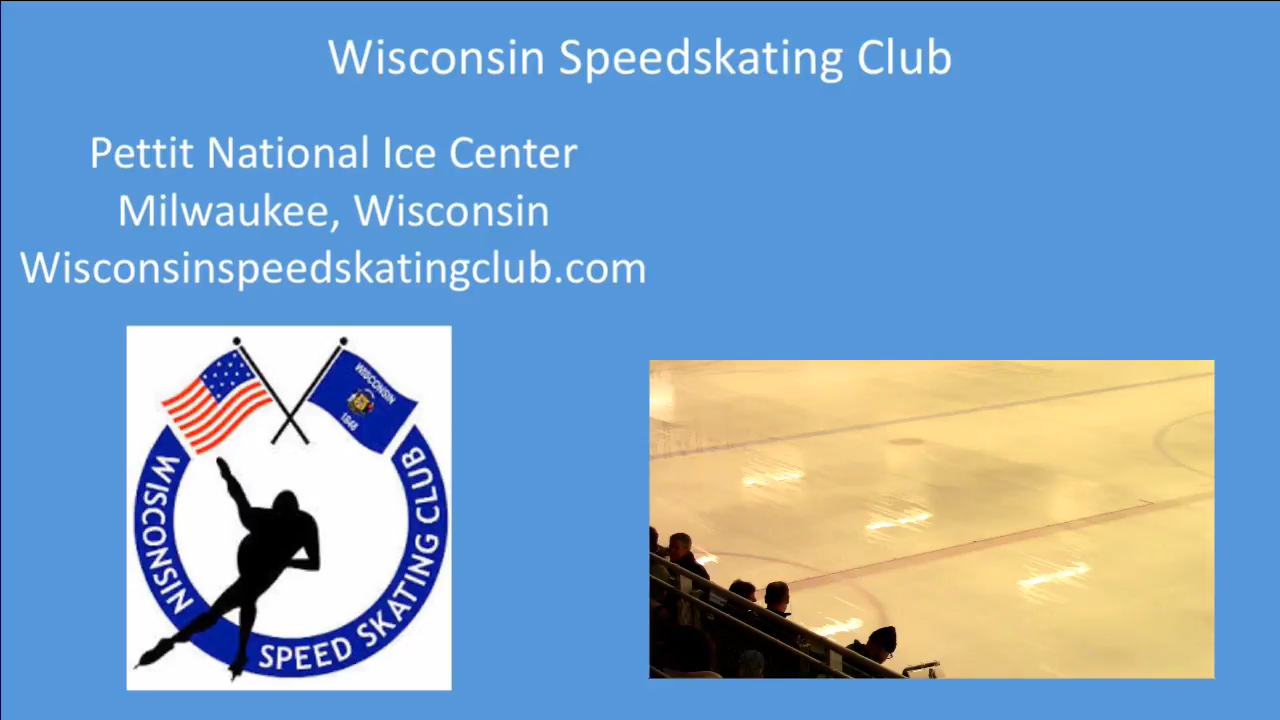 Wisconsin Speedskating Club
Pettit National Ice Center
Milwaukee, Wisconsin
Wisconsinspeedskatingclub.com
WISCONSIN
1848
WISCONSIN
SPEED SKATING CLUB